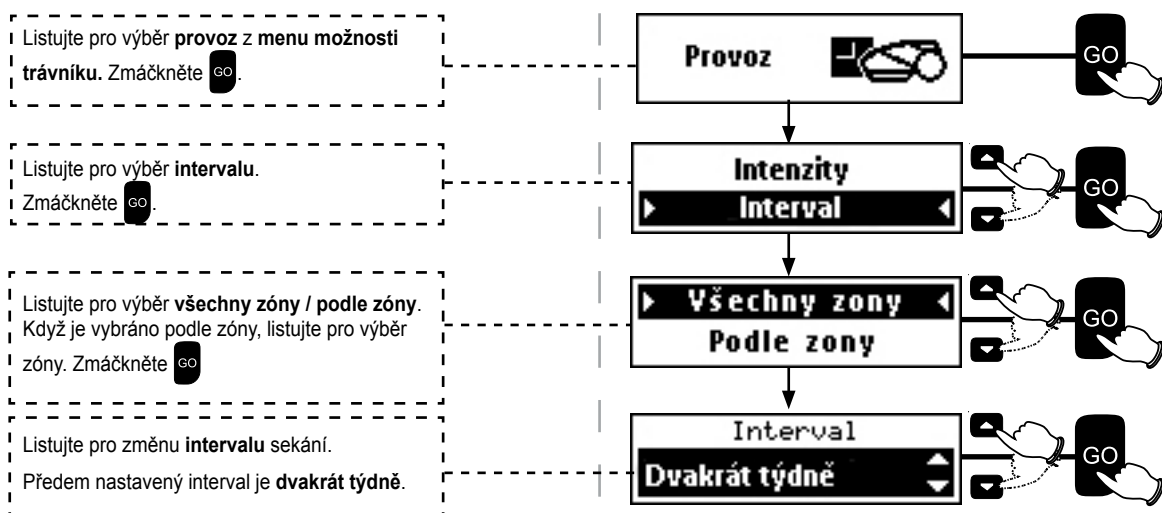 Listujte pro výběr provoz z menu možnosti
trávníku. Zmáčkněte GO.
Provoz
GO
Listujte pro výběr intervalu.
Zmáčkněte GO.
Intenzity
Interval
GO
Listujte pro výběr všechny zóny / podle zóny.
Když je vybráno podle zóny, listujte pro výběr
zóny. Zmáčkněte GO
Všechny zony
Podle zony
GO
Listujte pro změnu intervalu sekání.
Předem nastavený interval je dvakrát týdně.
Interval
Dvakrát týdně
GO